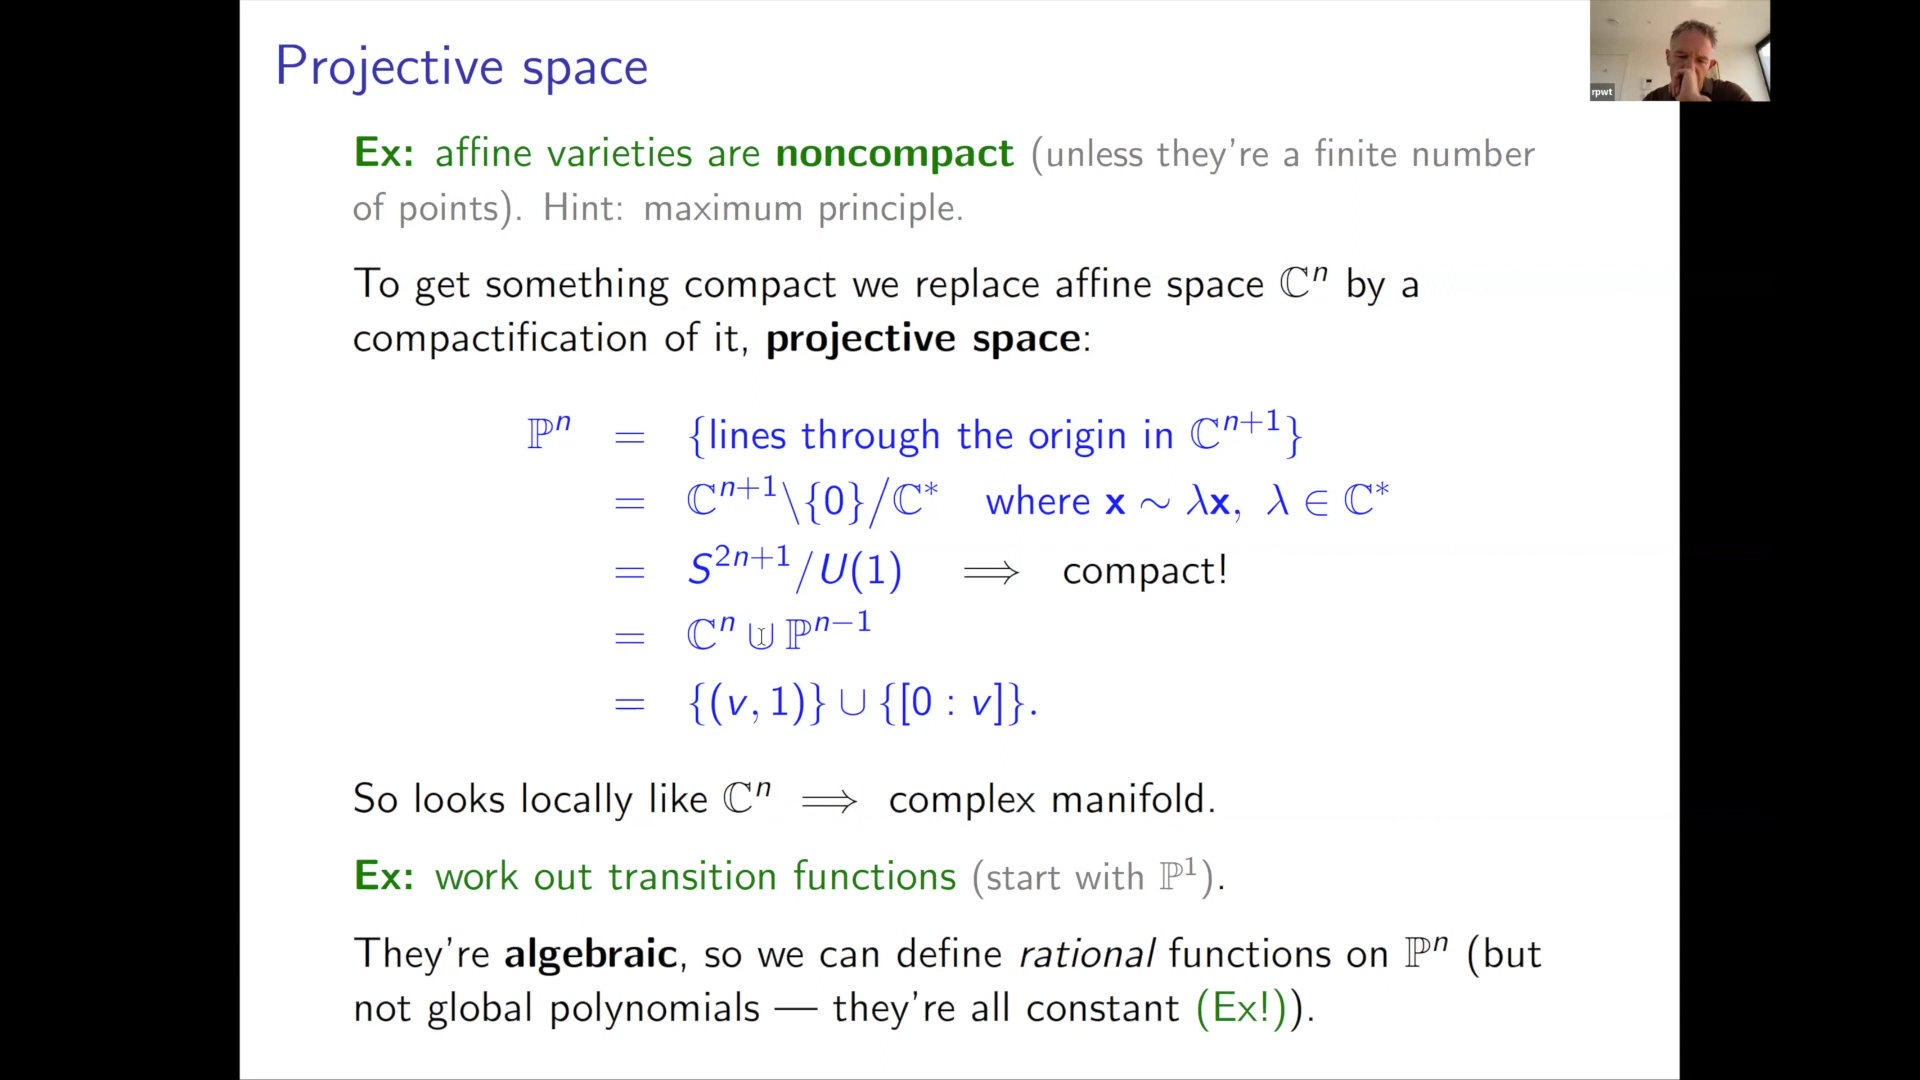 Projective space
rpwt
Ex: affine varieties are noncompact (unless they're a finite number
of points). Hint: maximum principle.
To get something compact we replace affine space ℂⁿ by a
compactification of it, projective space:
ℙⁿ = {lines through the origin in ℂⁿ⁺¹}
= ℂⁿ⁺¹\{0}/ℂ* where x ∼ λx, λ ∈ ℂ*
= S²ⁿ⁺¹/U(1) ⟹ compact!
= ℂⁿ ∪ ℙⁿ⁻¹
= {(v, 1)} ∪ {[0 : v]}.
So looks locally like ℂⁿ ⟹ complex manifold.
Ex: work out transition functions (start with ℙ¹).
They're algebraic, so we can define rational functions on ℙⁿ (but
not global polynomials — they're all constant (Ex!)).